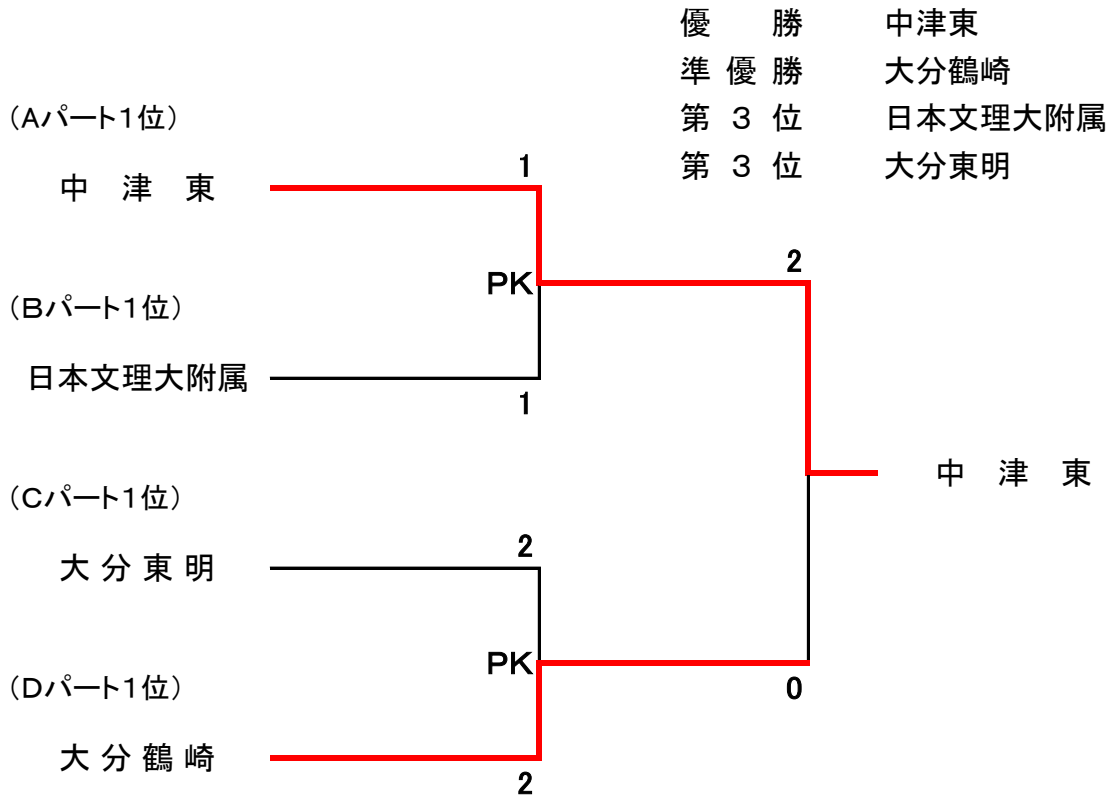 優　　勝　　中津東
準 優 勝　　大分鶴崎
第 3 位　　日本文理大附属
第 3 位　　大分東明
（Aパート1位）
中　津　東
1
PK
2
（Bパート1位）
日本文理大附属
1
中　津　東
（Cパート1位）
大 分 東 明
2
PK
0
（Dパート1位）
大 分 鶴 崎
2